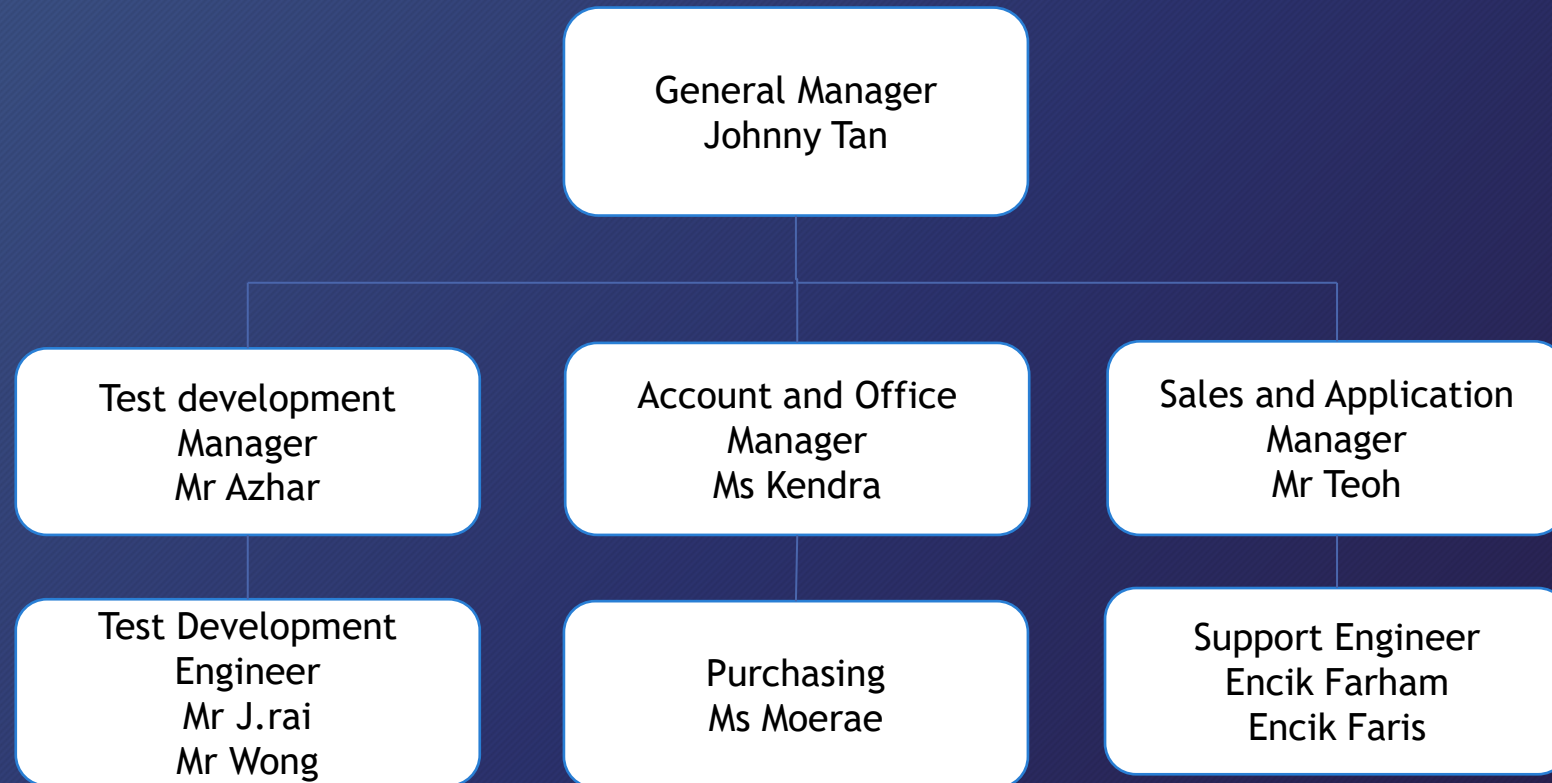 General Manager
Johnny Tan
Test development
Manager
Mr Azhar
Account and Office
Manager
Ms Kendra
Sales and Application
Manager
Mr Teoh
Test Development
Engineer
Mr J.rai
Mr Wong
Purchasing
Ms Moerae
Support Engineer
Encik Farham
Encik Faris